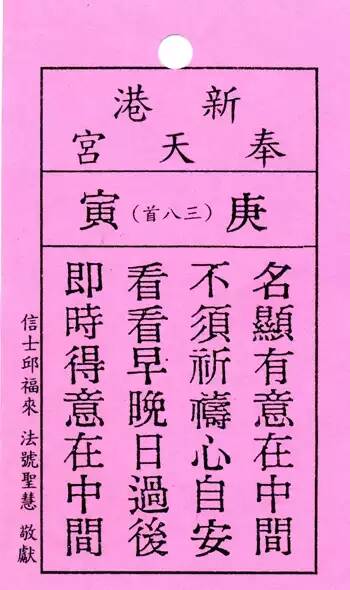 新港
奉天宮
庚（三八首）寅
名顯有意在中間
不須祈禱心自安
看看早晚日過後
即時得意在中間
信士邱福來 法號聖慧 敬獻